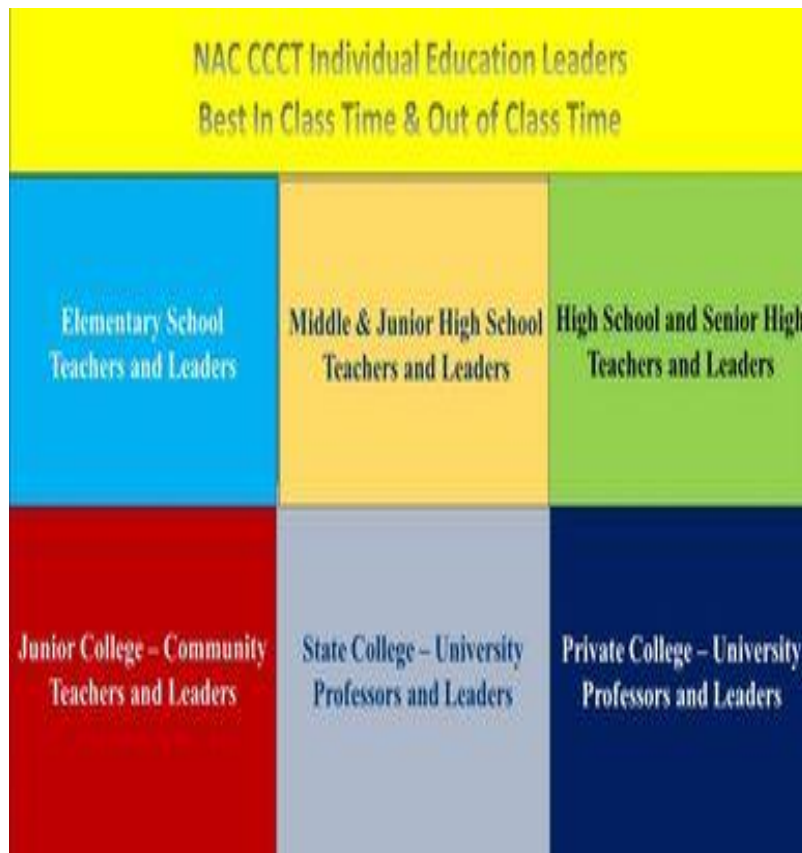 NAC CCCT Individual Education Leaders
Best In Class Time & Out of Class Time
Elementary School
Teachers and Leaders
Middle & Junior High School
Teachers and Leaders
High School and Senior High
Teachers and Leaders
Junior College – Community
Teachers and Leaders
State College – University
Professors and Leaders
Private College – University
Professors and Leaders